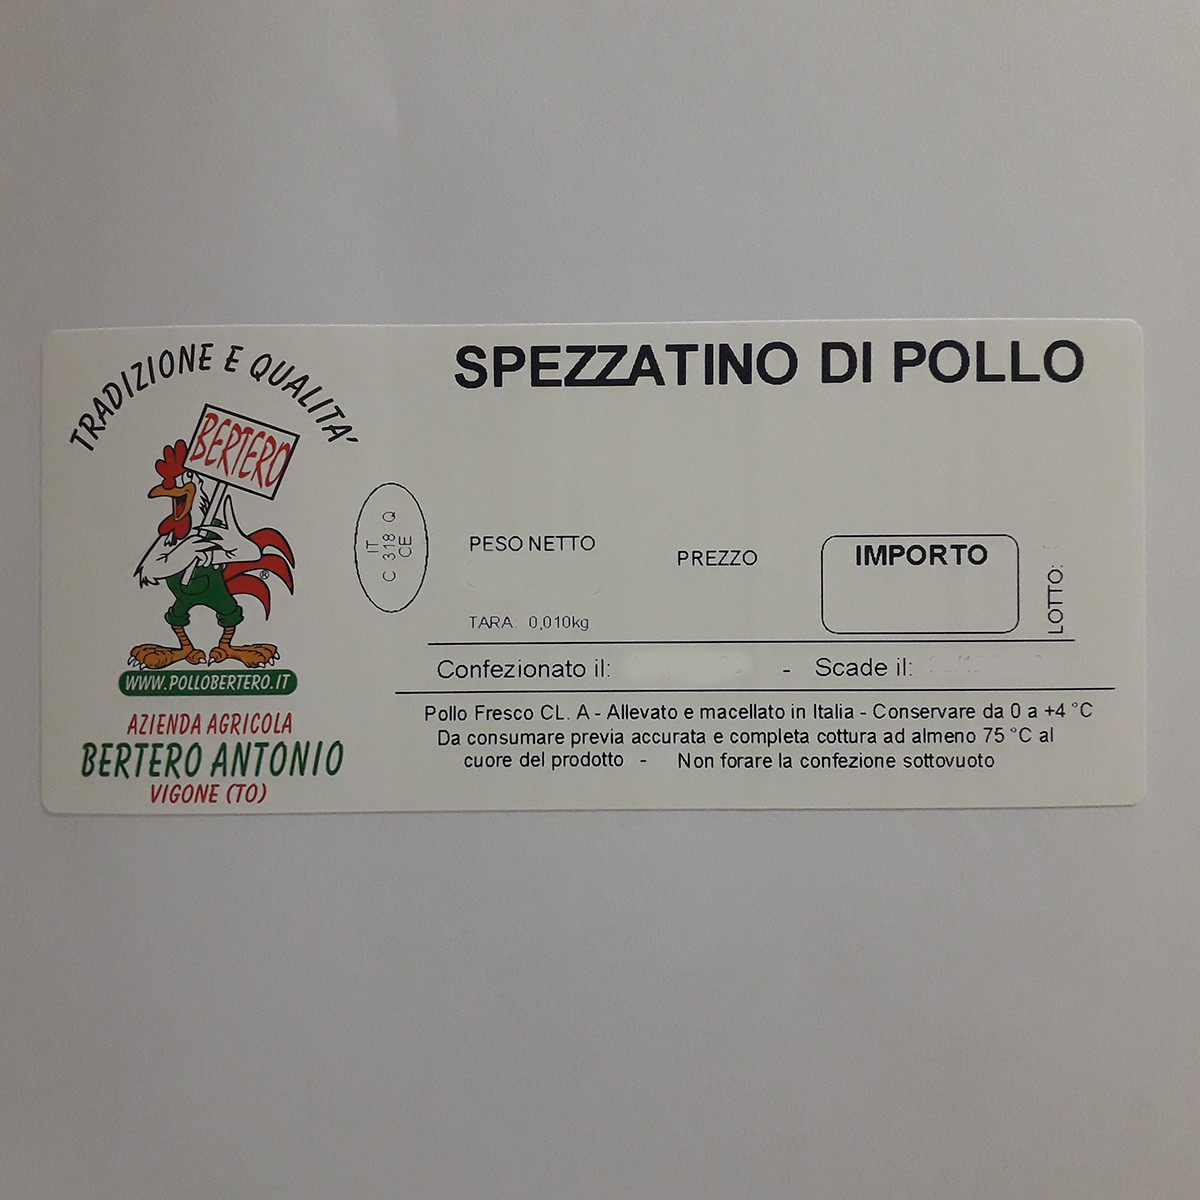 TRADIZIONE E QUALITA'
BERTERO
®
WWW.POLLOBERTERO.IT
AZIENDA AGRICOLA
BERTERO ANTONIO
VIGONE (TO)
SPEZZATINO DI POLLO
IT
C 318 Q
CE
PESO NETTO
PREZZO
IMPORTO
LOTTO:
TARA: 0,010kg
Confezionato il: - Scade il:
Pollo Fresco CL. A - Allevato e macellato in Italia - Conservare da 0 a +4 °C
Da consumare previa accurata e completa cottura ad almeno 75 °C al
cuore del prodotto - Non forare la confezione sottovuoto